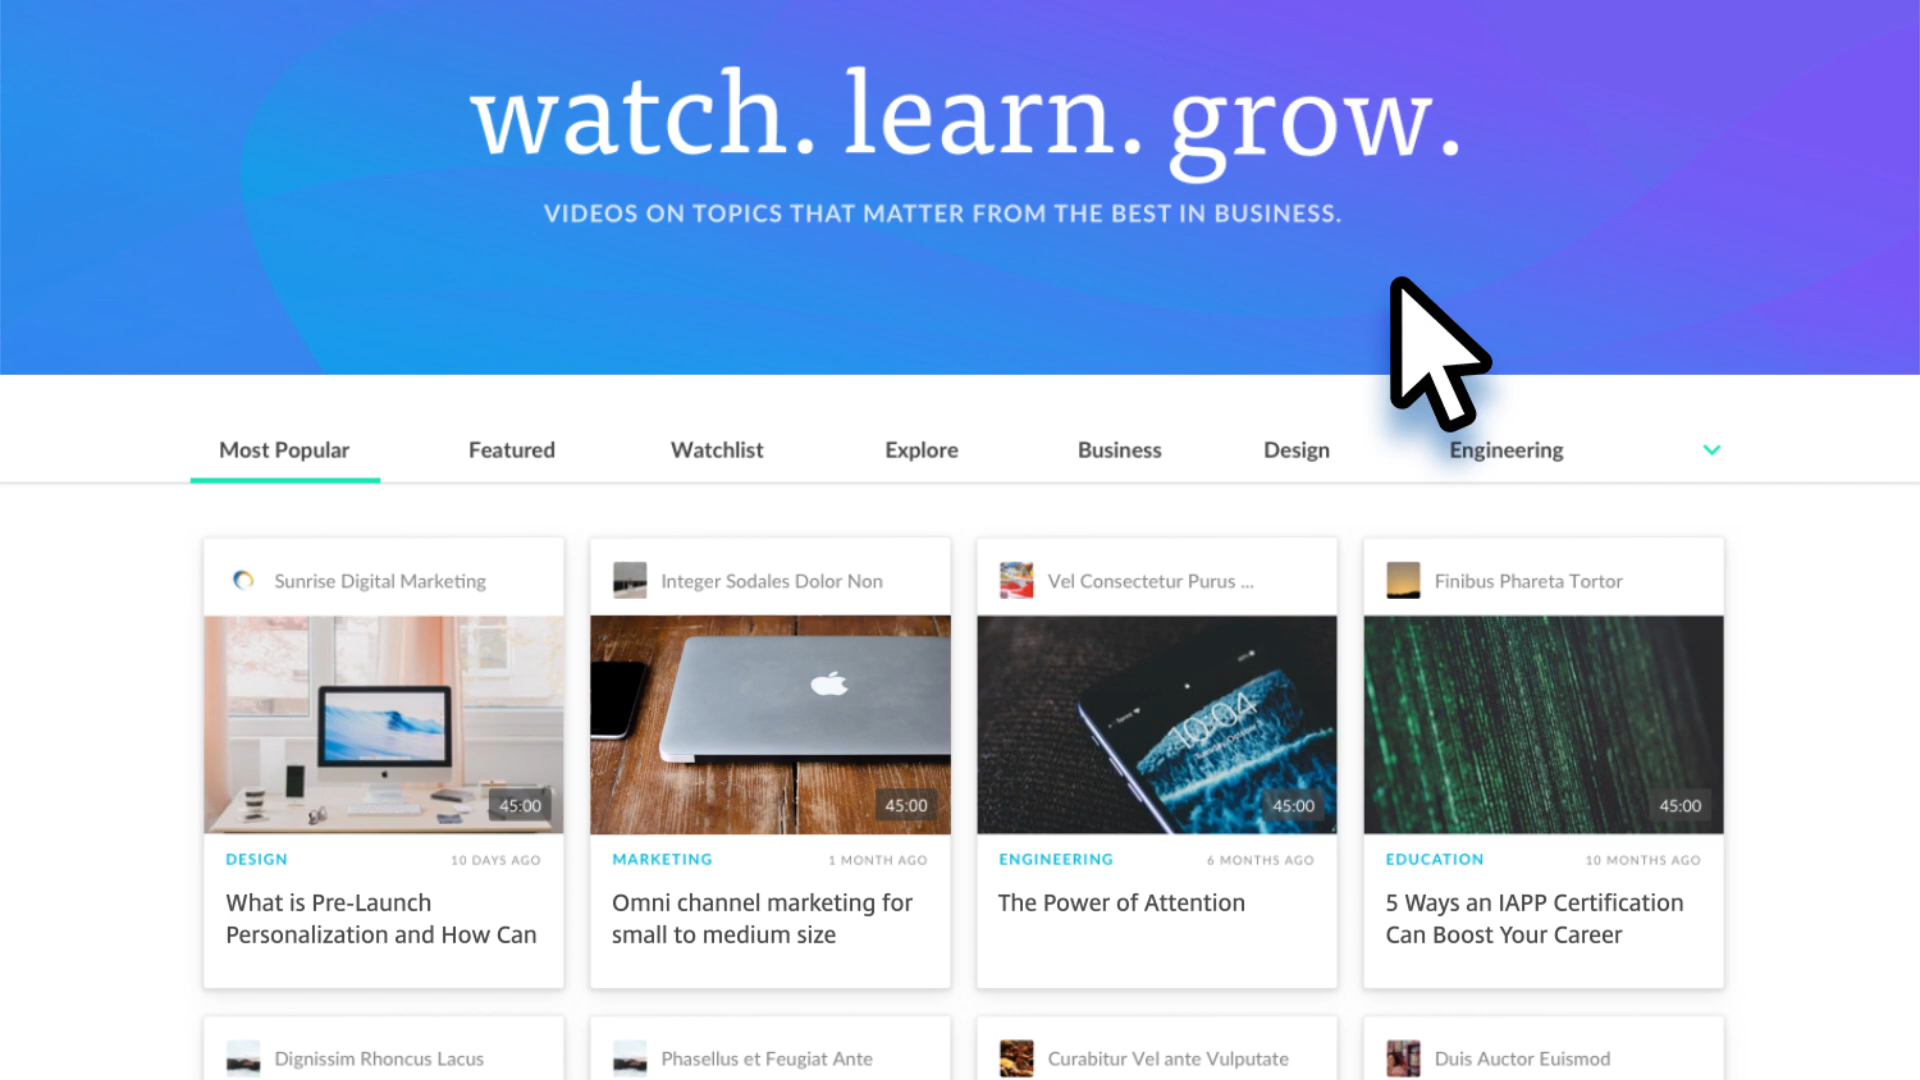 watch. learn. grow.
VIDEOS ON TOPICS THAT MATTER FROM THE BEST IN BUSINESS.
Most Popular
Featured
Watchlist
Explore
Business
Design
Engineering
Sunrise Digital Marketing
45:00
DESIGN
10 DAYS AGO
What is Pre-Launch
Personalization and How Can
Integer Sodales Dolor Non
45:00
MARKETING
1 MONTH AGO
Omni channel marketing for
small to medium size
Vel Consectetur Purus ...
10:04
45:00
ENGINEERING
6 MONTHS AGO
The Power of Attention
Finibus Phareta Tortor
45:00
EDUCATION
10 MONTHS AGO
5 Ways an IAPP Certification
Can Boost Your Career
Dignissim Rhoncus Lacus
Phasellus et Feugiat Ante
Curabitur Vel ante Vulputate
Duis Auctor Euismod